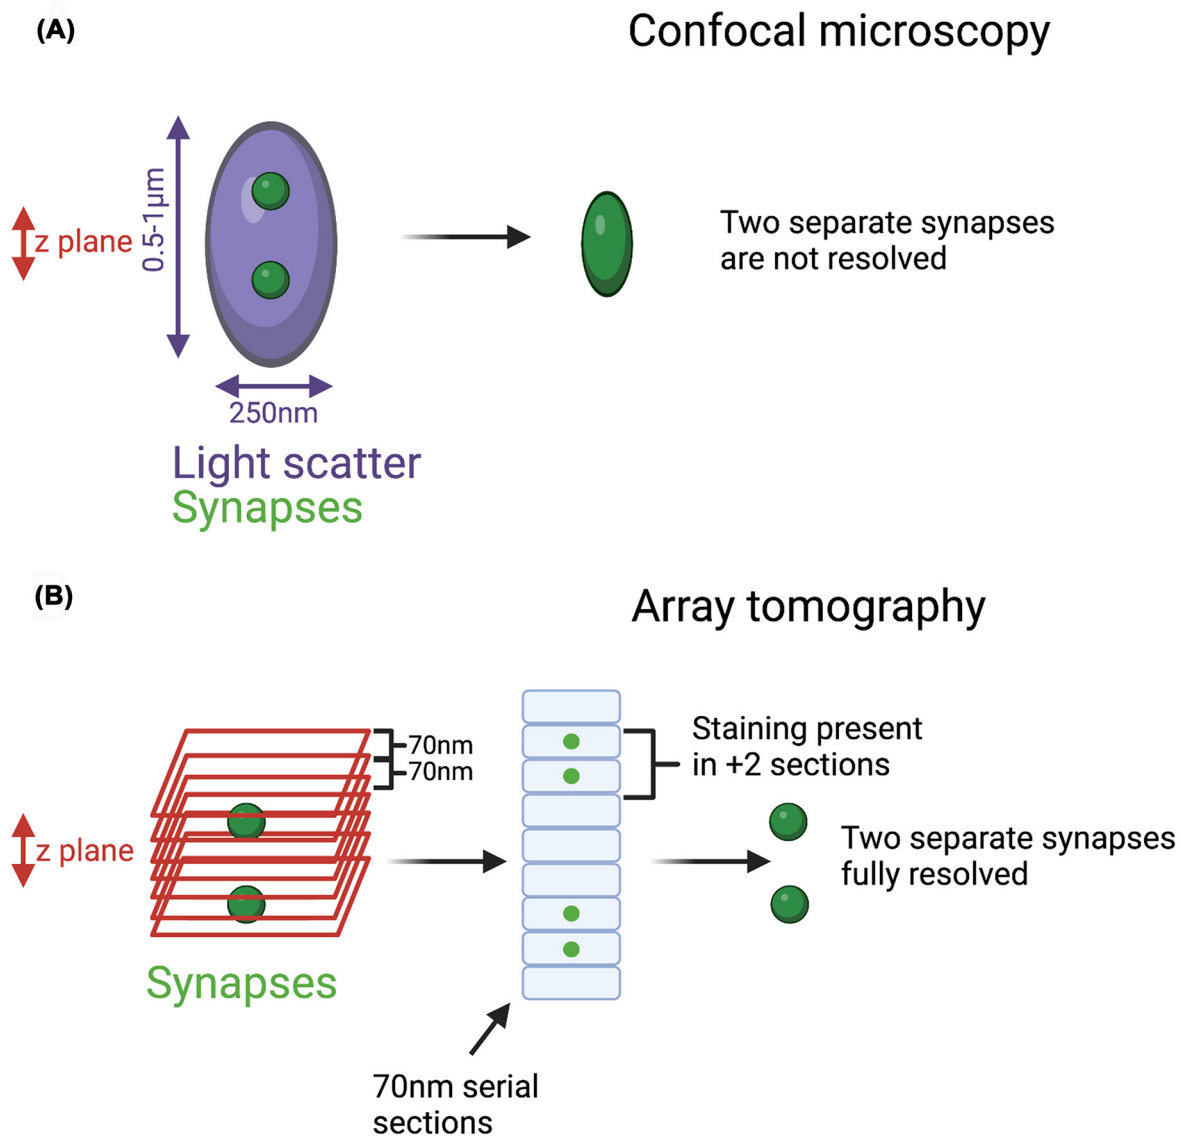 (A)
Confocal microscopy
0.5-1μm
z plane
Two separate synapses
are not resolved
250nm
Light scatter
Synapses
(B)
Array tomography
70nm
70nm
Staining present
in +2 sections
z plane
Two separate synapses
fully resolved
Synapses
70nm serial
sections